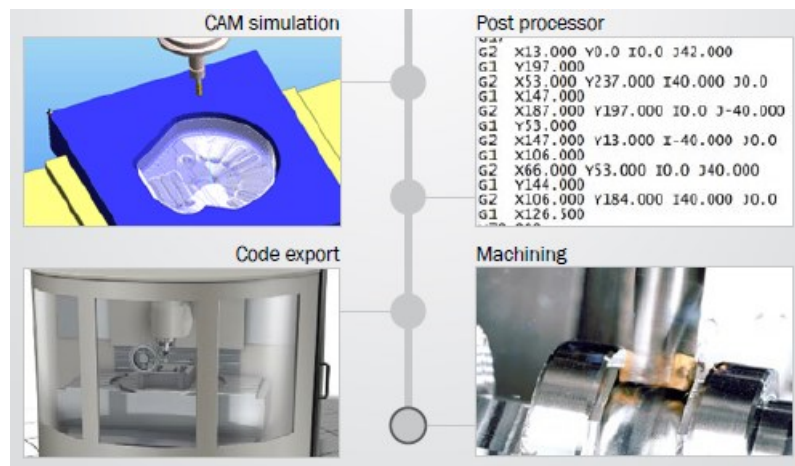 CAM simulation
Post processor
G2 X13.000 Y0.0 I0.0 J42.000
G1 Y197.000
G2 X53.000 Y237.000 I40.000 J0.0
G1 X147.000
G2 X187.000 Y197.000 I0.0 J-40.000
G1 Y53.000
G2 X147.000 Y13.000 I-40.000 J0.0
G1 X106.000
G2 X66.000 Y53.000 I0.0 J40.000
G1 Y144.000
G2 X106.000 Y184.000 I40.000 J0.0
G1 X126.500
Code export
Machining